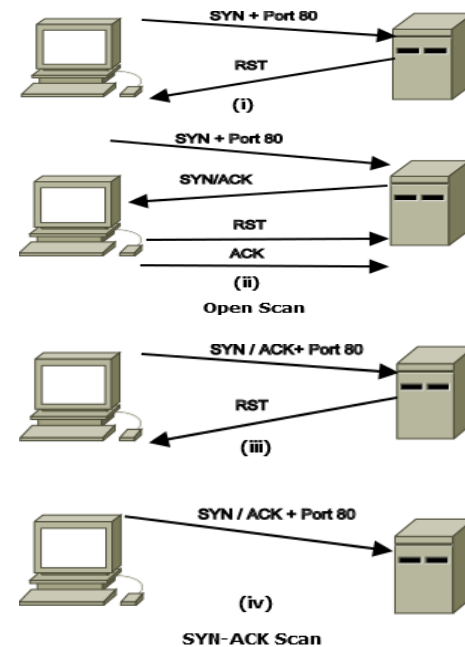 SYN + Port 80
RST
(i)
SYN + Port 80
SYN/ACK
RST
ACK
(ii)
Open Scan
SYN / ACK+ Port 80
RST
(iii)
SYN / ACK + Port 80
(iv)
SYN-ACK Scan